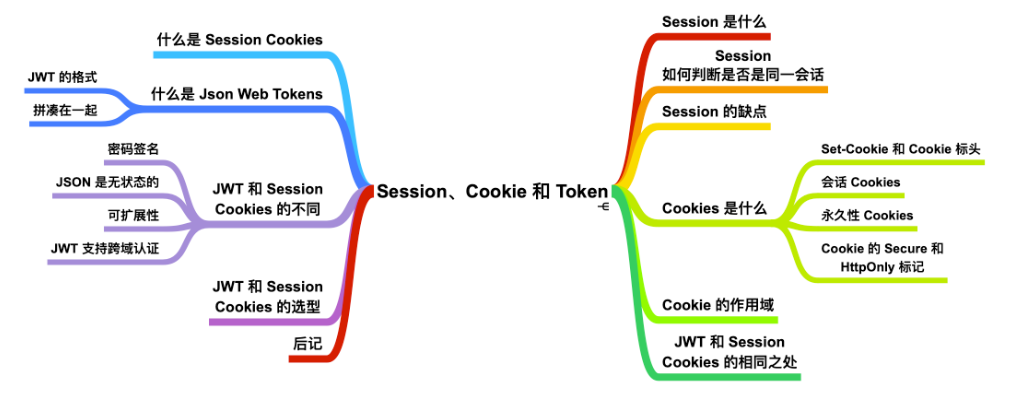 Session、Cookie 和 Token
Session 是什么
Session
如何判断是否是同一会话
Session 的缺点
Cookies 是什么
Set-Cookie 和 Cookie 标头
会话 Cookies
永久性 Cookies
Cookie 的 Secure 和
HttpOnly 标记
Cookie 的作用域
JWT 和 Session
Cookies 的相同之处
什么是 Session Cookies
什么是 Json Web Tokens
JWT 的格式
拼凑在一起
JWT 和 Session
Cookies 的不同
密码签名
JSON 是无状态的
可扩展性
JWT 支持跨域认证
JWT 和 Session
Cookies 的选型
后记